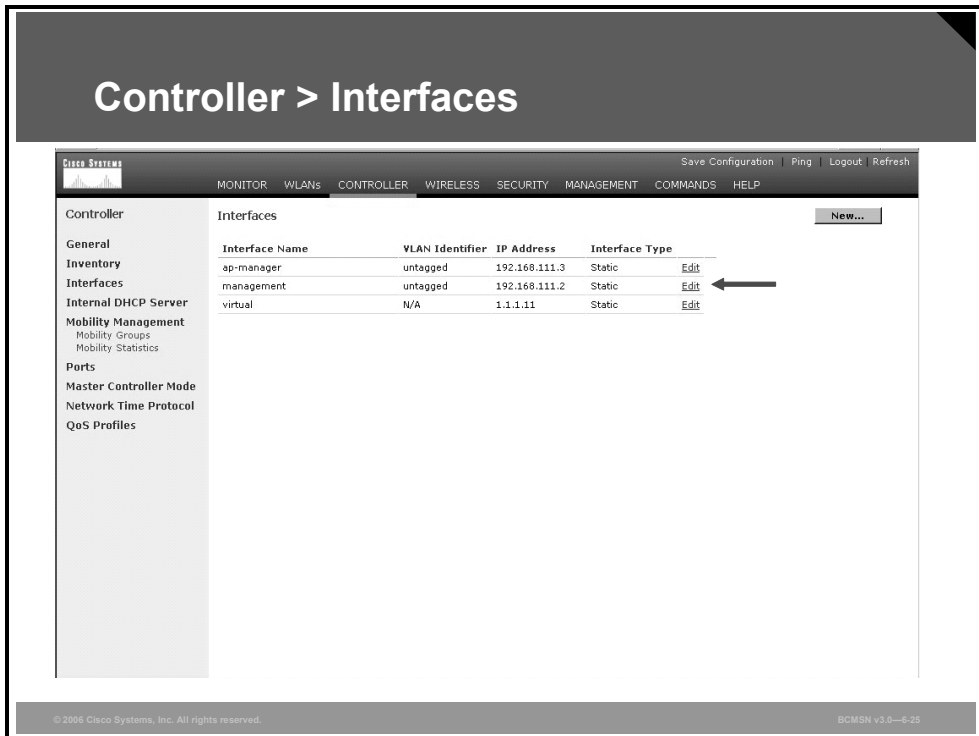 Controller > Interfaces
CISCO SYSTEMS
Save Configuration | Ping | Logout | Refresh
MONITOR WLANs CONTROLLER WIRELESS SECURITY MANAGEMENT COMMANDS HELP
Controller
General
Inventory
Interfaces
Internal DHCP Server
Mobility Management
Mobility Groups
Mobility Statistics
Ports
Master Controller Mode
Network Time Protocol
QoS Profiles
Interfaces
New...
Interface Name VLAN Identifier IP Address Interface Type
ap-manager untagged 192.168.111.3 Static Edit
management untagged 192.168.111.2 Static Edit
virtual N/A 1.1.1.11 Static Edit
© 2006 Cisco Systems, Inc. All rights reserved.
BCMSN v3.0—6-25